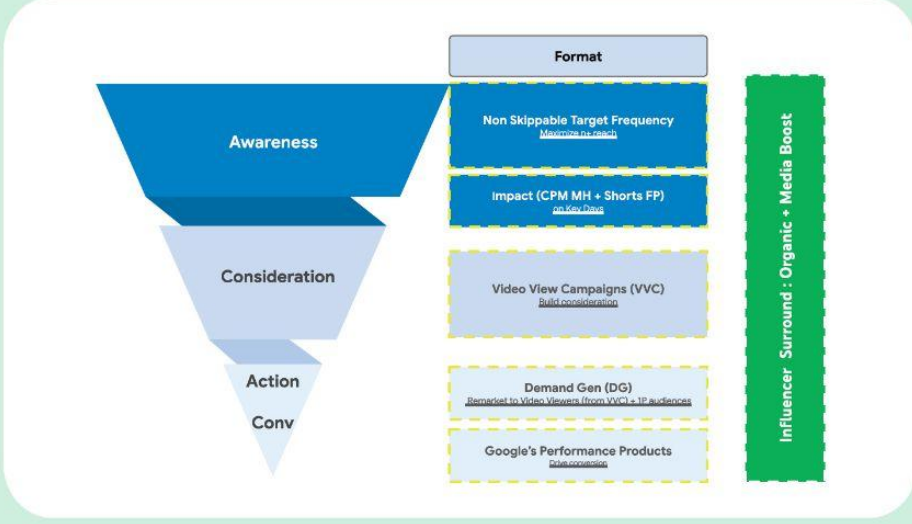 Format
Awareness
Non Skippable Target Frequency
Maximize n+ reach
Impact (CPM MH + Shorts FP)
on Key Days
Consideration
Video View Campaigns (VVC)
Build consideration
Action
Conv
Demand Gen (DG)
Remarket to Video Viewers (from VVC) + 1P audiences
Google's Performance Products
Drive conversion
Influencer Surround : Organic + Media Boost